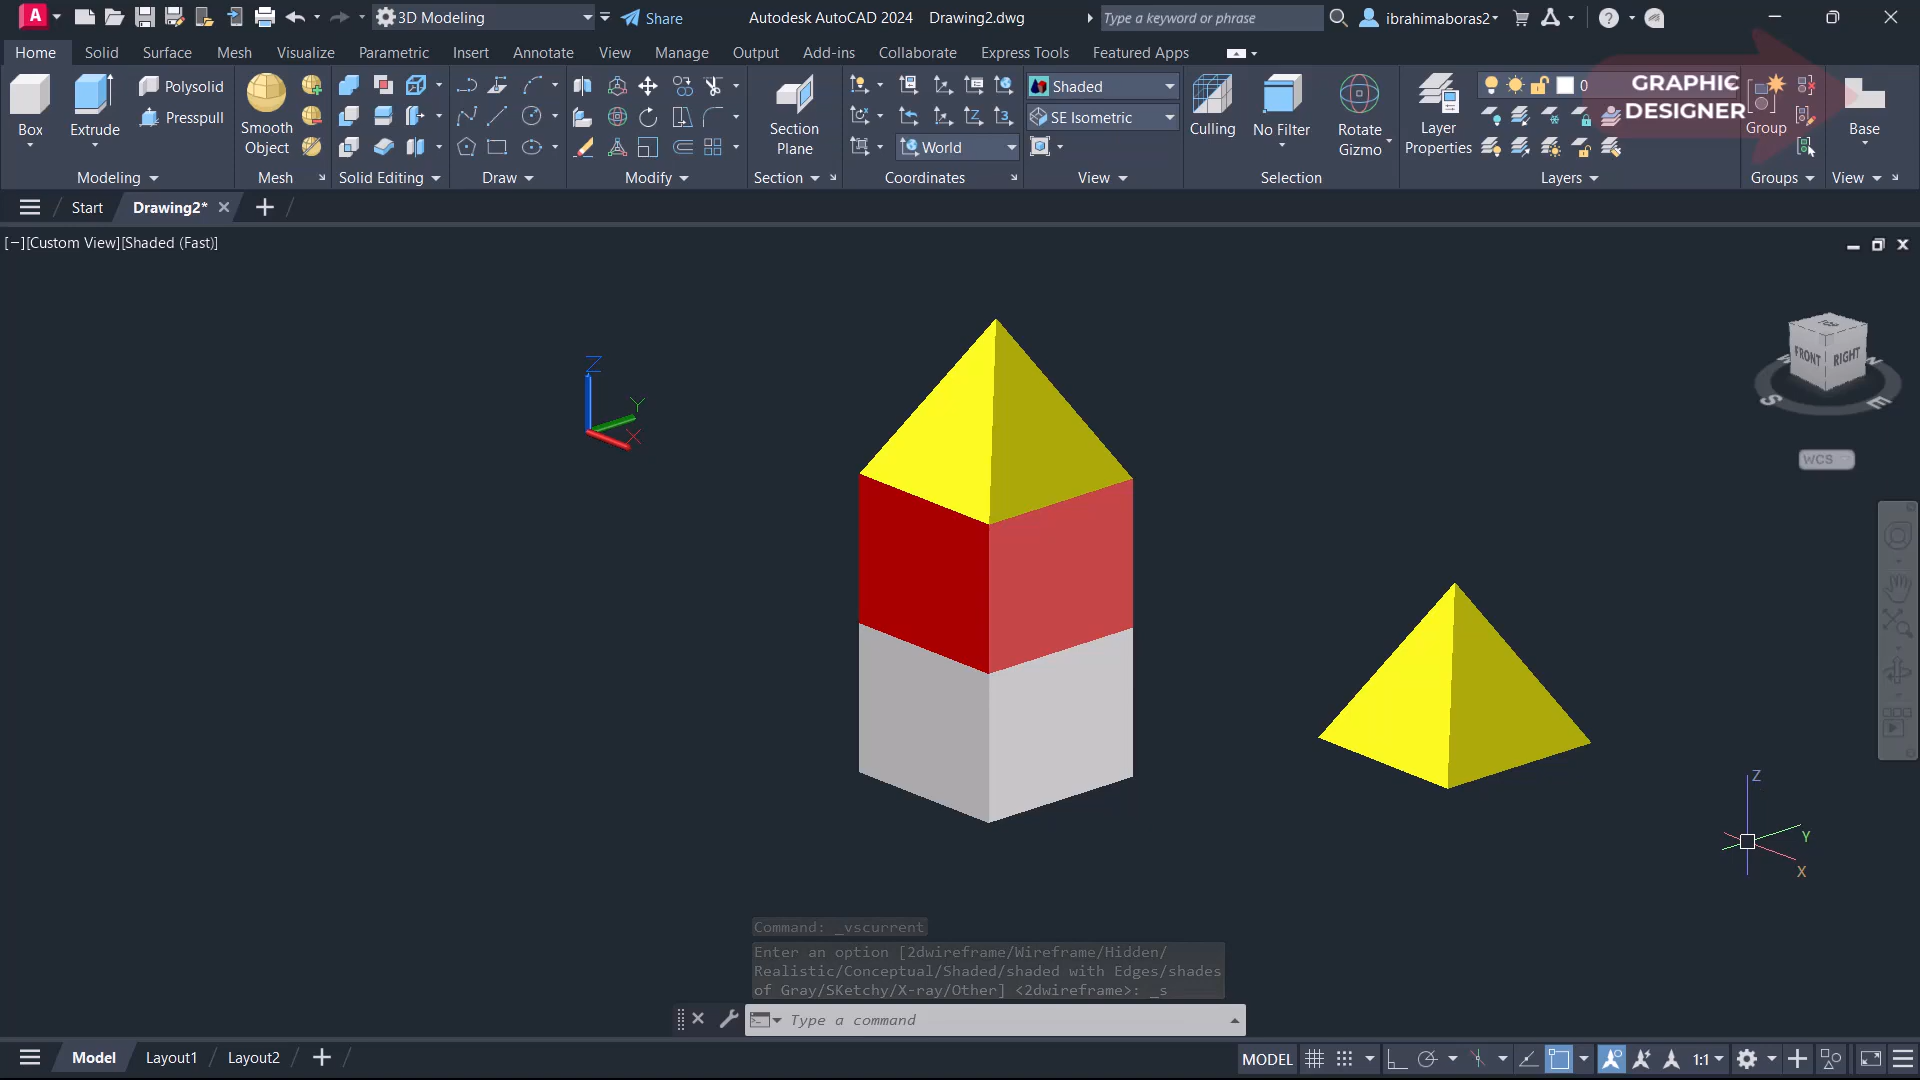 A 3D Modeling Share Autodesk AutoCAD 2024 Drawing2.dwg Type a keyword or phrase ibrahimaboras2
Home Solid Surface Mesh Visualize Parametric Insert Annotate View Manage Output Add-ins Collaborate Express Tools Featured Apps
Polysolid
Presspull
Box
Extrude
Smooth
Object
Section
Plane
World
Shaded
SE Isometric
Culling
No Filter
Rotate
Gizmo
Layer
Properties
0
GRAPHIC
DESIGNER
Group
Base
Modeling Mesh Solid Editing Draw Modify Section Coordinates View Selection Layers Groups View
Start Drawing2*
[−][Custom View][Shaded (Fast)]
TOP
FRONT RIGHT
S E
WCS
Z
Y
X
Z
Y
X
Command: _vscurrent
Enter an option [2dwireframe/Wireframe/Hidden/
Realistic/Conceptual/Shaded/shaded with Edges/shades
of Gray/SKetchy/X-ray/Other] <2dwireframe>: _s
Type a command
Model Layout1 Layout2
MODEL 1:1